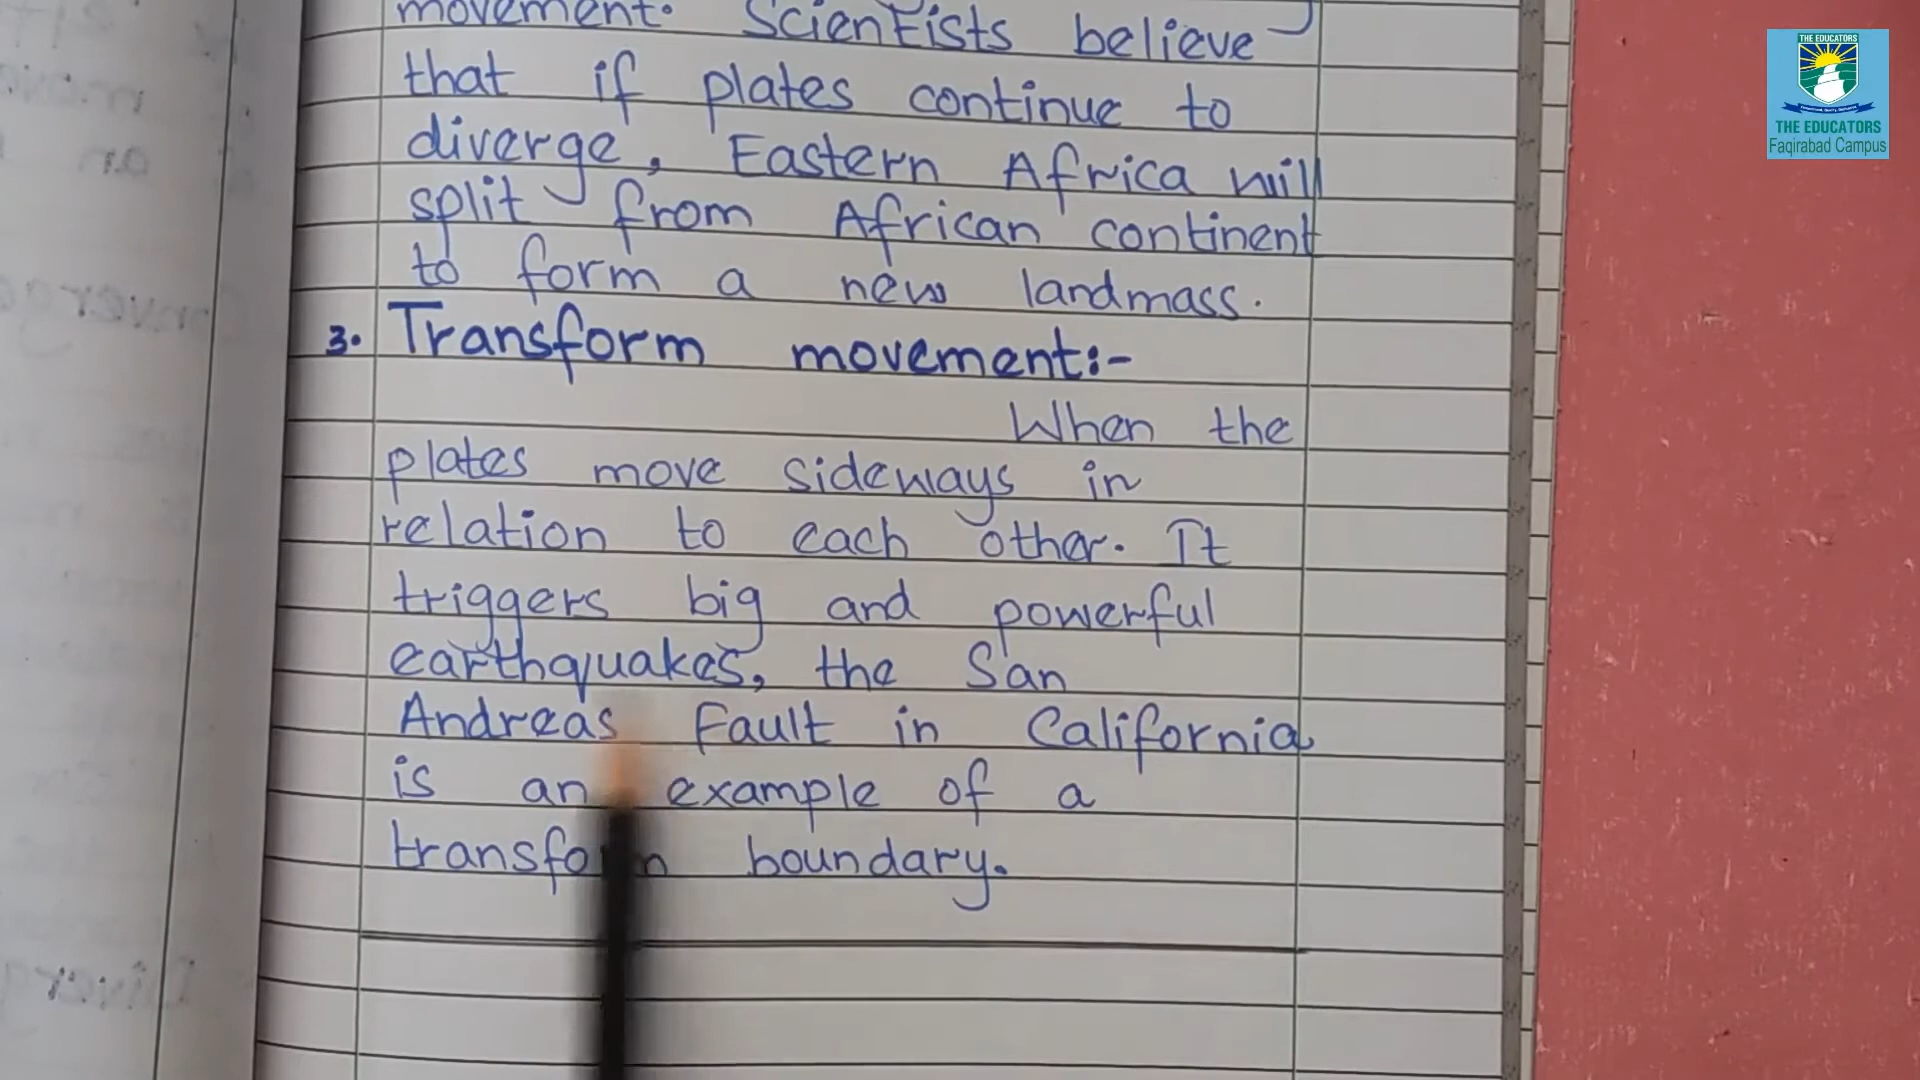 movement. Scientists believe
that if plates continue to
diverge, Eastern Africa will
split from African continent
to form a new landmass.
3. Transform movement:-
When the
plates move sideways in
relation to each other. It
triggers big and powerful
earthquakes, the San
Andreas Fault in California
is an example of a
transform boundary.
THE EDUCATORS
THE EDUCATORS
Faqirabad Campus